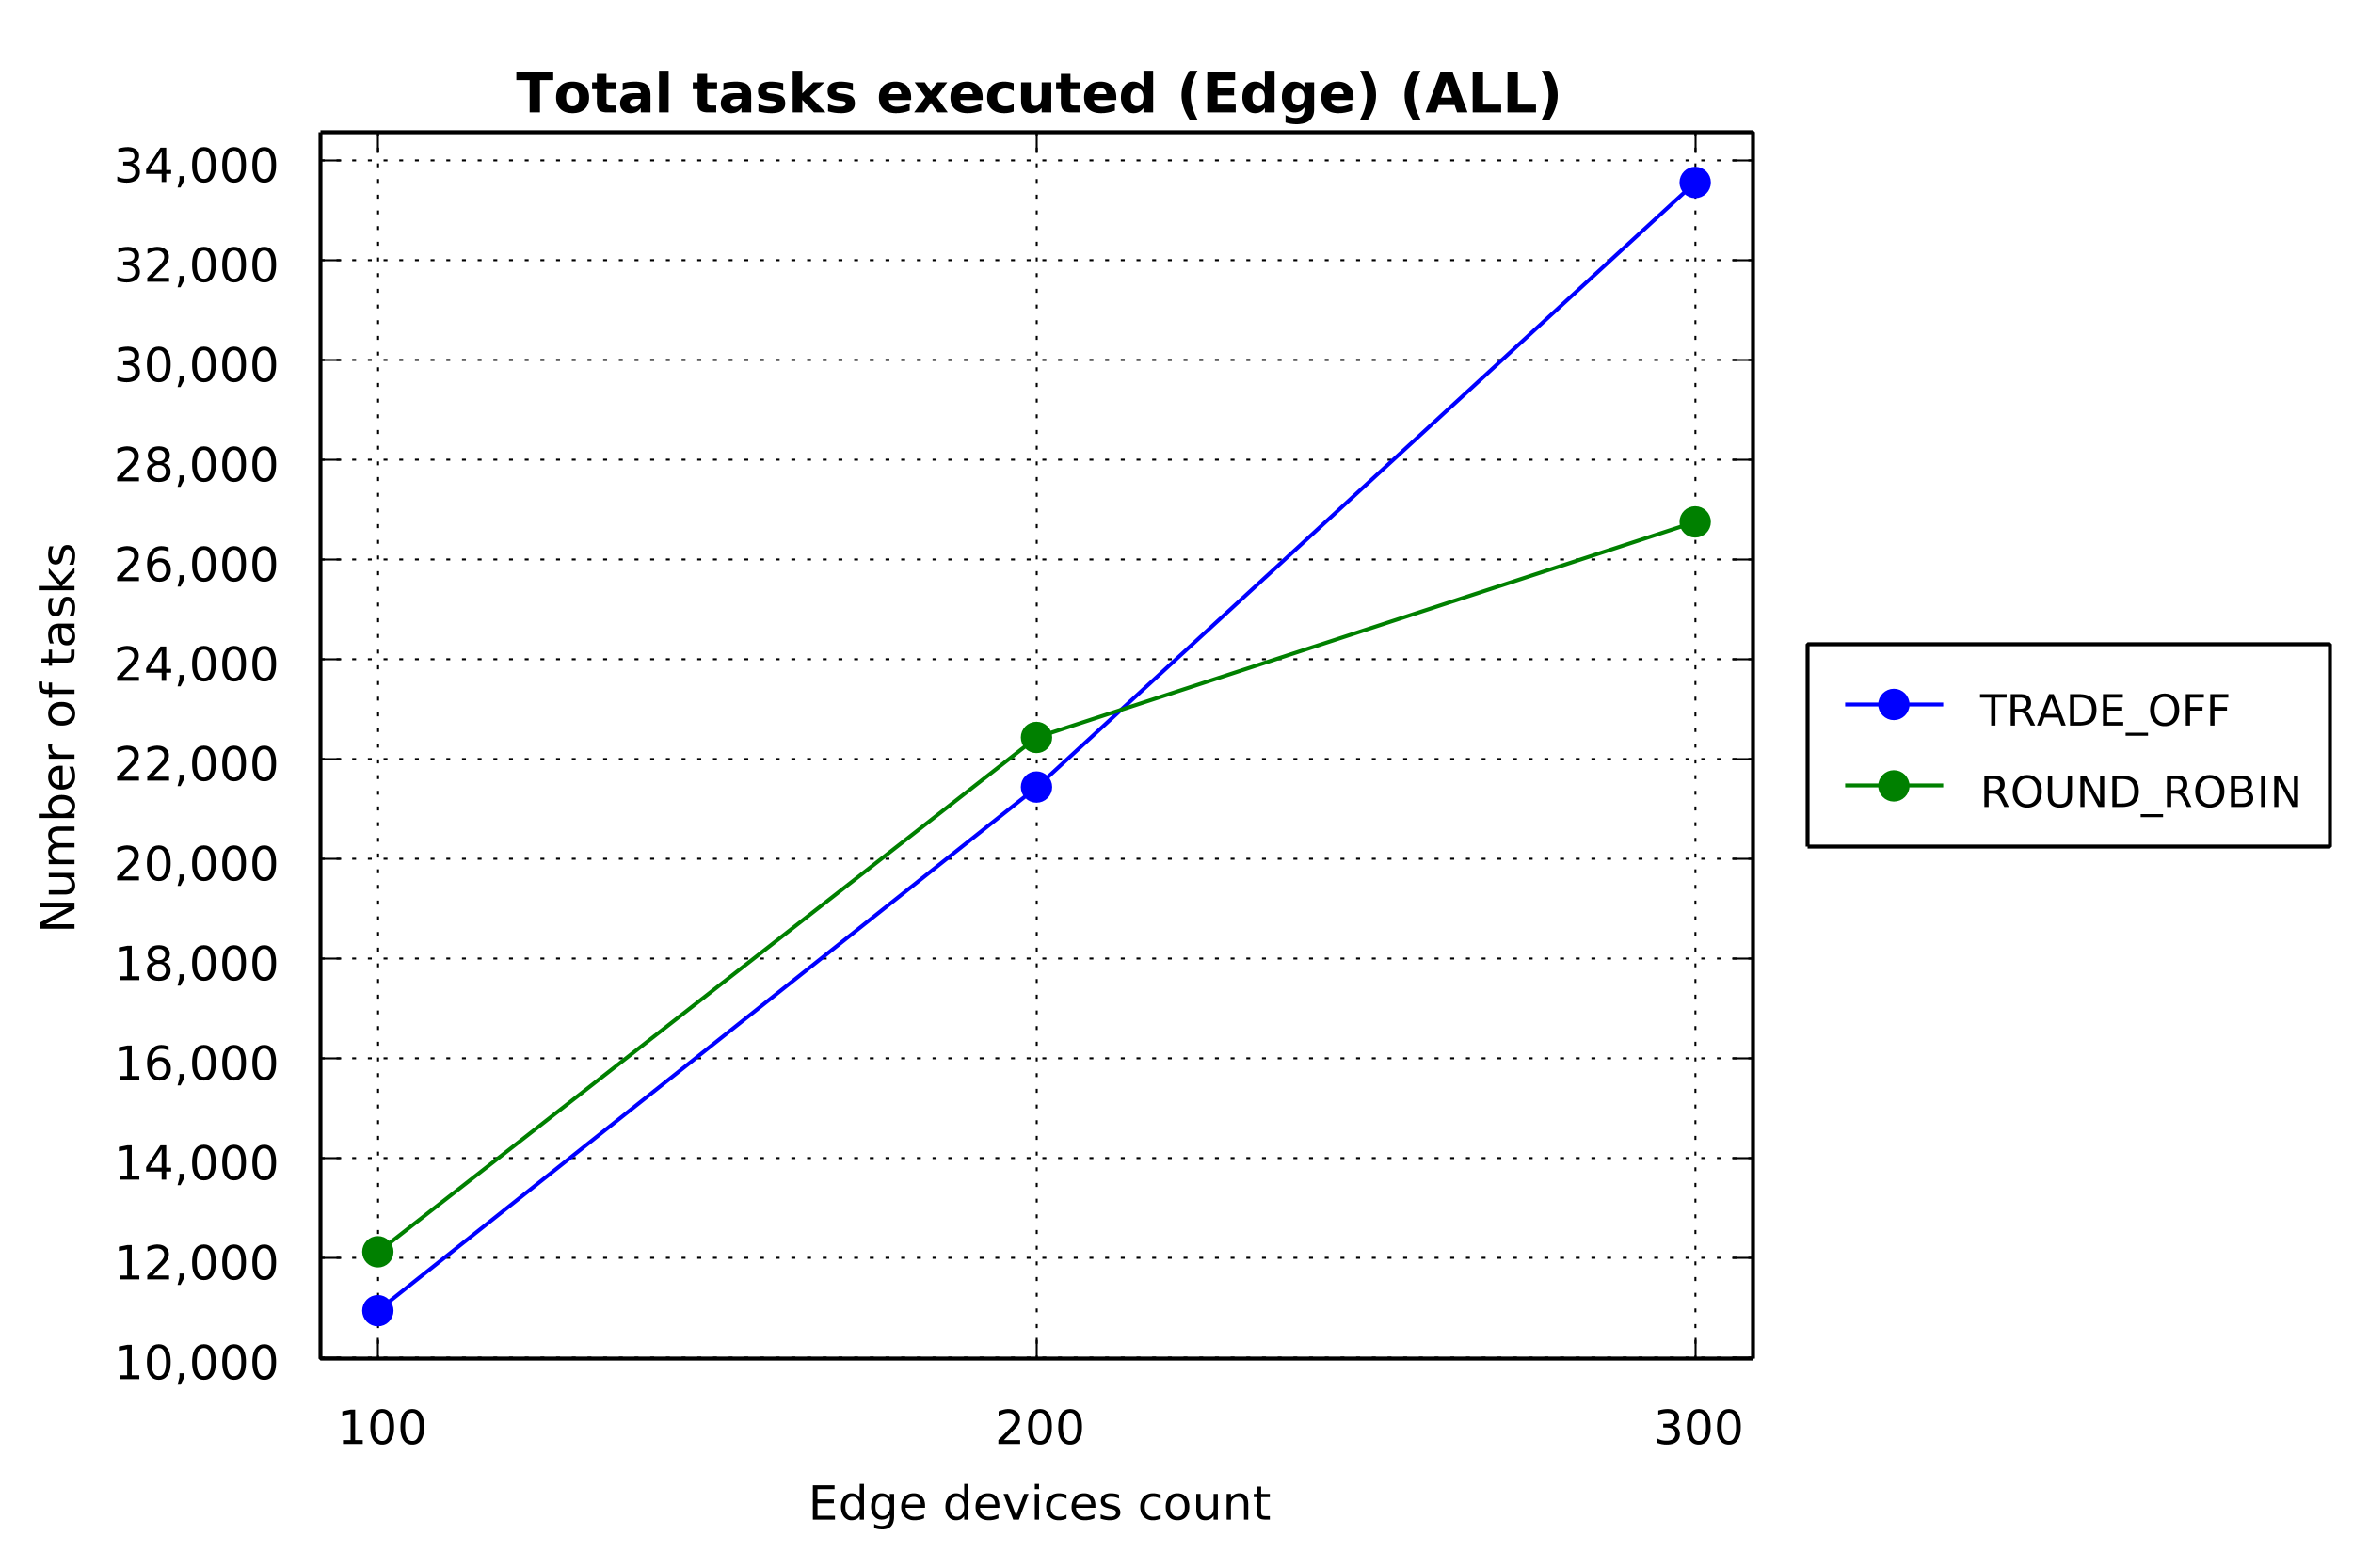 Total tasks executed (Edge) (ALL)
34,000
32,000
30,000
28,000
26,000
24,000
22,000
20,000
18,000
16,000
14,000
12,000
10,000
Number of tasks
100 200 300
Edge devices count
TRADE_OFF
ROUND_ROBIN